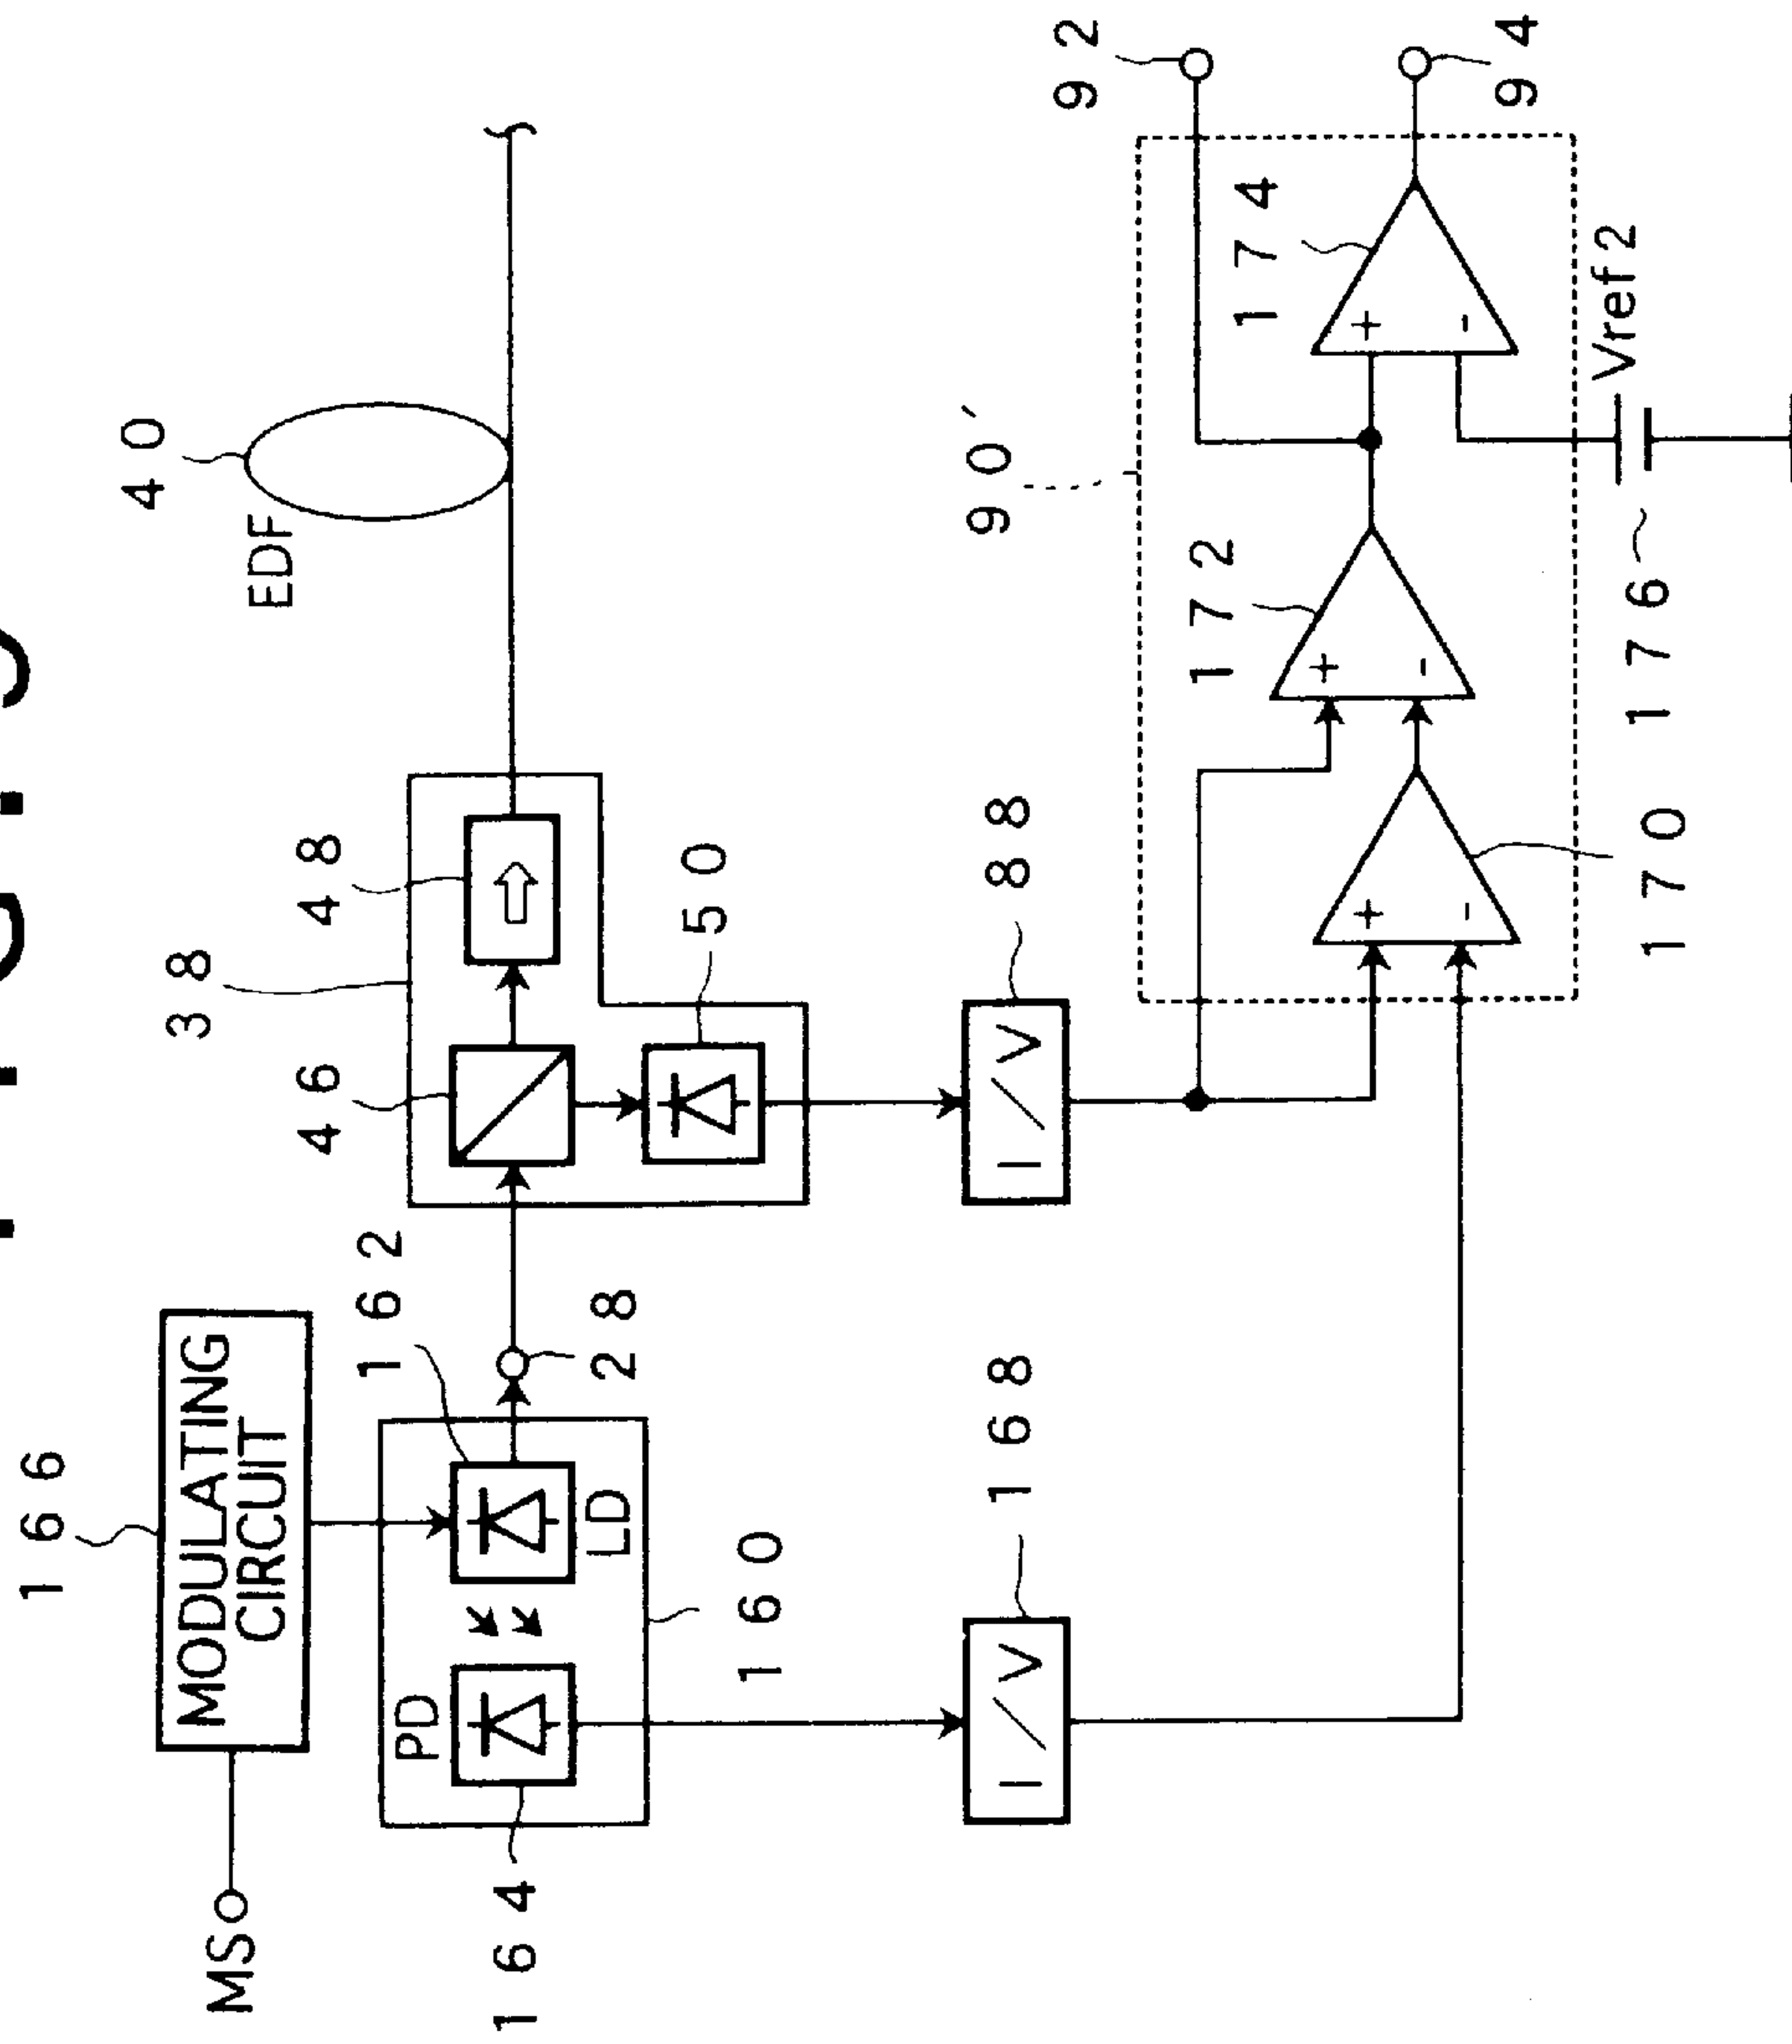 166
MODULATING
CIRCUIT
MS
164
PD
LD
162
160
28
38
46
48
50
EDF
40
168
I/V
88
I/V
90'
92
172
174
94
+
-
+
-
+
-
170
176
Vref2